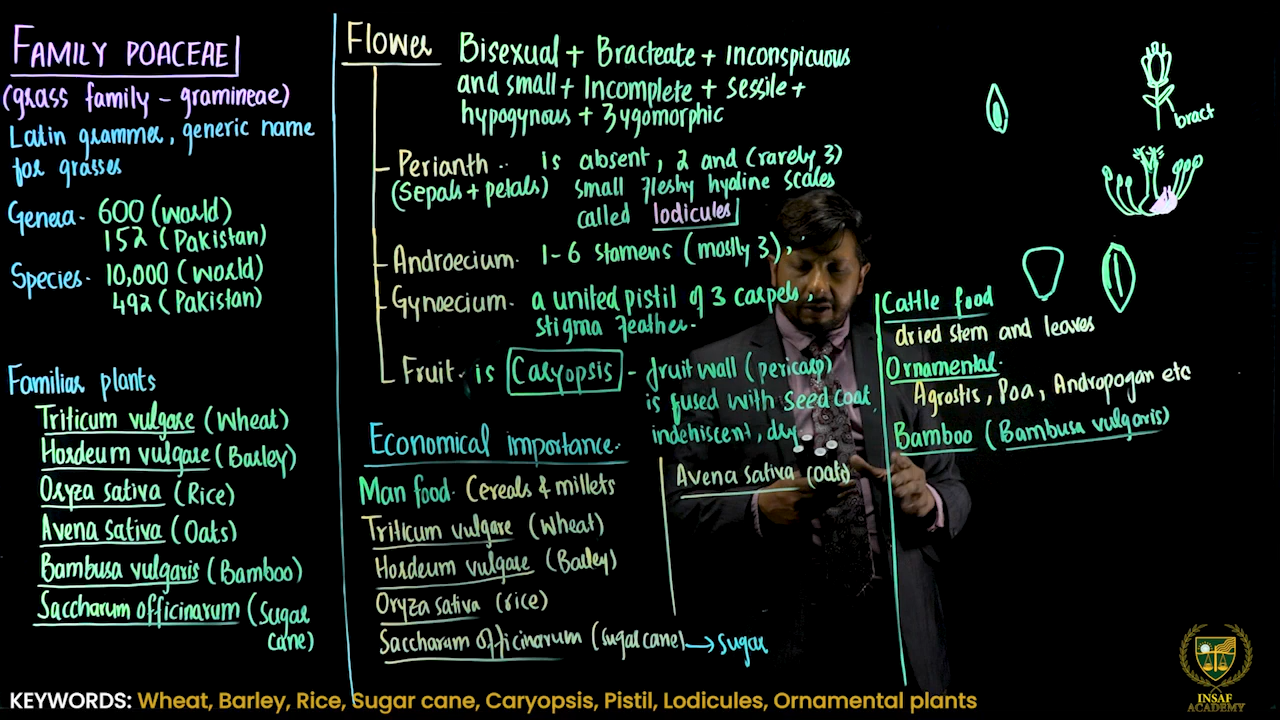 FAMILY POACEAE
(grass family - gramineae)
Latin grammer, generic name
for grasses
Genera- 600 (world)
152 (Pakistan)
Species- 10,000 (world)
492 (Pakistan)
Familiar plants
Triticum vulgare (Wheat)
Hordeum vulgare (Barley)
Oryza sativa (Rice)
Avena sativa (Oats)
Bambusa vulgaris (Bamboo)
Saccharum officinarum (Sugar
cane)
Flower
Bisexual + Bracteate + inconspicuous
and small + Incomplete + sessile +
hypogynous + Zygomorphic
Perianth .. is absent, 2 and (rarely 3)
(Sepals + petals) small fleshy hyaline scales
called lodicules
Androecium. 1-6 stamens (mostly 3),
Gynoecium. a united pistil of 3 carpels,
stigma feather.
Fruit. is Caryopsis - fruit wall (pericarp)
is fused with seed coat,
indehiscent, dry
Economical importance.
Man food. Cereals & millets
Triticum vulgare (Wheat)
Hordeum vulgare (Barley)
Oryza sativa (rice)
Saccharum officinarum (sugarcane) → sugar
Avena sativa (oats)
bract
Cattle food
dried stem and leaves
Ornamental.
Agrostis, Poa, Andropogan etc
Bamboo (Bambusa vulgaris)
INSAF
ACADEMY
KEYWORDS: Wheat, Barley, Rice, Sugar cane, Caryopsis, Pistil, Lodicules, Ornamental plants